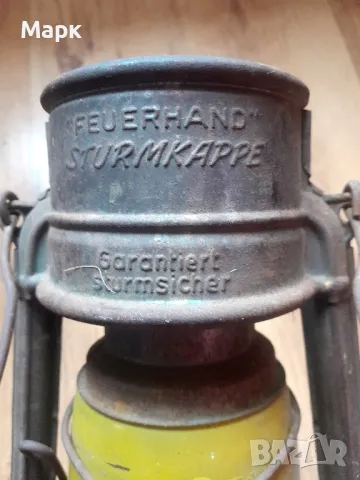 Марк
"FEUERHAND"
STURMKAPPE
Garantiert
sturmsicher
BAZAR